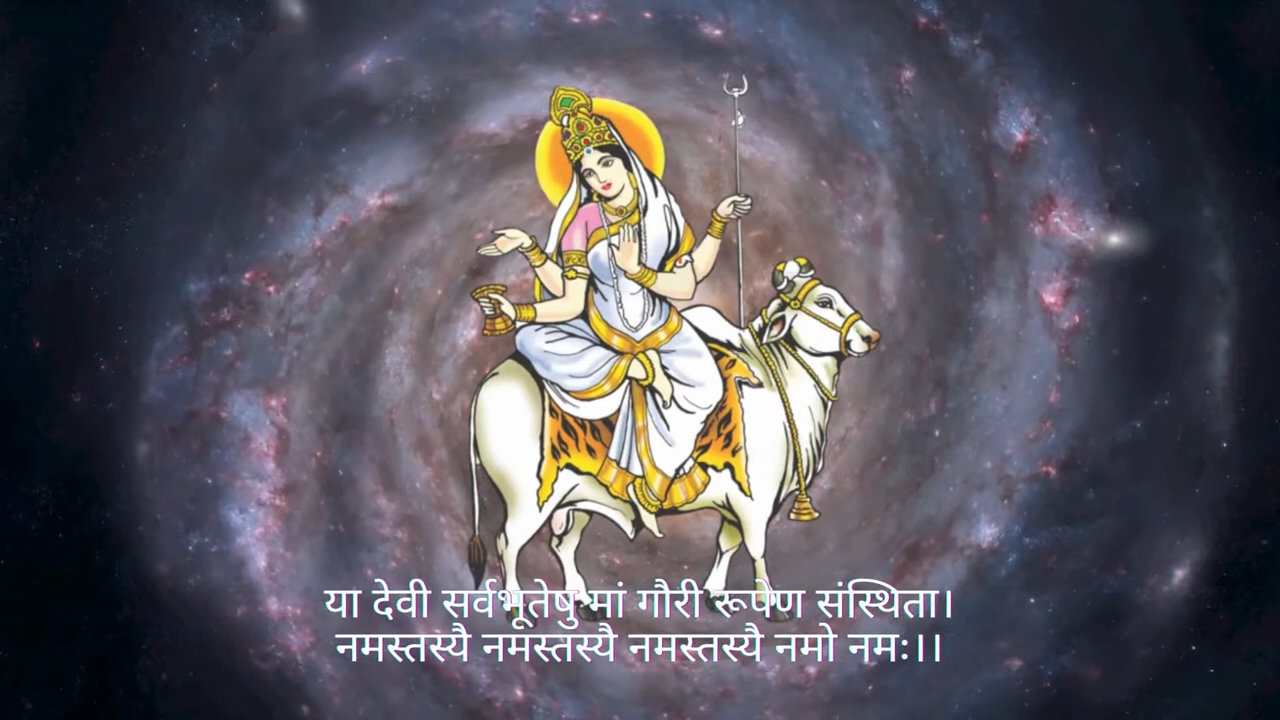 या देवी सर्वभूतेषु मां गौरी रूपेण संस्थिता।
नमस्तस्यै नमस्तस्यै नमस्तस्यै नमो नमः।।